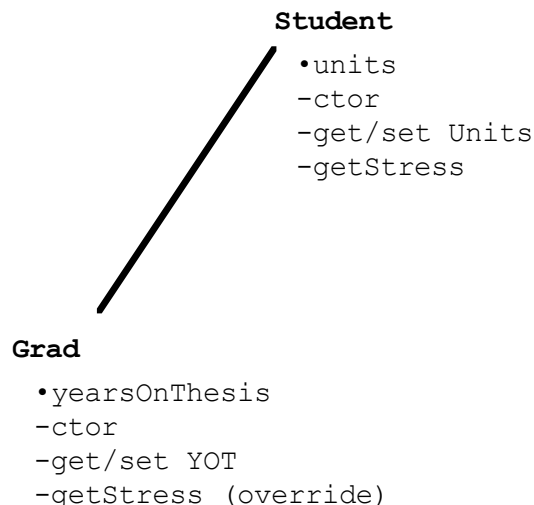 Student
•units
-ctor
-get/set Units
-getStress
Grad
•yearsOnThesis
-ctor
-get/set YOT
-getStress (override)